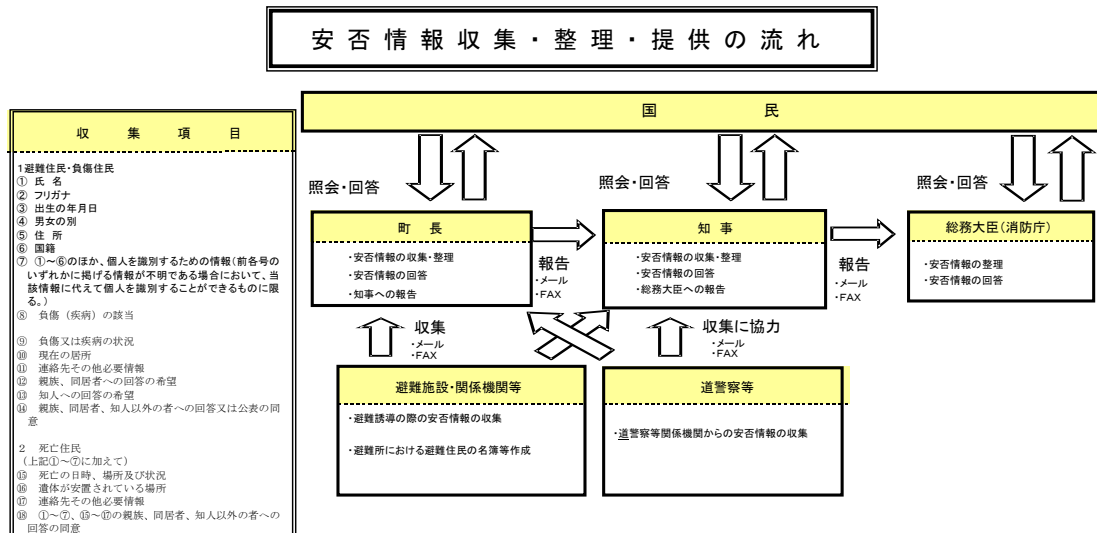 安否情報収集・整理・提供の流れ
国民
収集項目
1避難住民・負傷住民
① 氏 名
② フリガナ
③ 出生の年月日
④ 男女の別
⑤ 住 所
⑥ 国籍
⑦ ①～⑥のほか、個人を識別するための情報(前各号の
いずれかに掲げる情報が不明である場合において、当
該情報に代えて個人を識別することができるものに限
る。)
⑧ 負傷（疾病）の該当
⑨ 負傷又は疾病の状況
⑩ 現在の居所
⑪ 連絡先その他必要情報
⑫ 親族、同居者への回答の希望
⑬ 知人への回答の希望
⑭ 親族、同居者、知人以外の者への回答又は公表の同
意
2 死亡住民
（上記①～⑦に加えて）
⑮ 死亡の日時、場所及び状況
⑯ 遺体が安置されている場所
⑰ 連絡先その他必要情報
⑱ ①～⑦、⑮～⑰の親族、同居者、知人以外の者への
回答の同意
照会・回答
照会・回答
照会・回答
町 長
・安否情報の収集・整理
・安否情報の回答
・知事への報告
報告
・メール
・FAX
知 事
・安否情報の収集・整理
・安否情報の回答
・総務大臣への報告
報告
・メール
・FAX
総務大臣(消防庁)
・安否情報の整理
・安否情報の回答
収集
・メール
・FAX
収集に協力
・メール
・FAX
避難施設・関係機関等
・避難誘導の際の安否情報の収集
・避難所における避難住民の名簿等作成
道警察等
・道警察等関係機関からの安否情報の収集